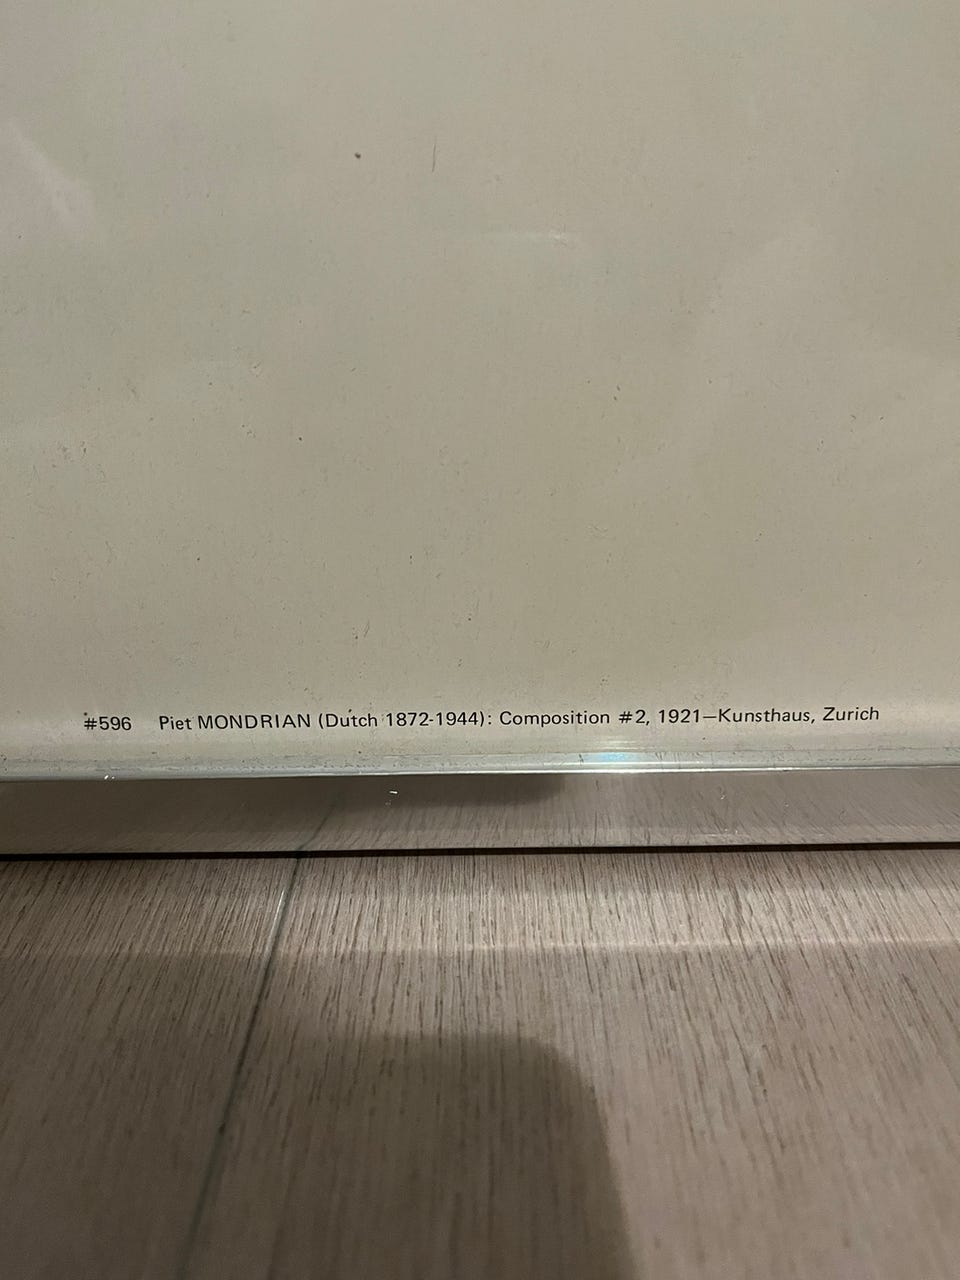 #596 Piet MONDRIAN (Dutch 1872-1944): Composition #2, 1921—Kunsthaus, Zurich